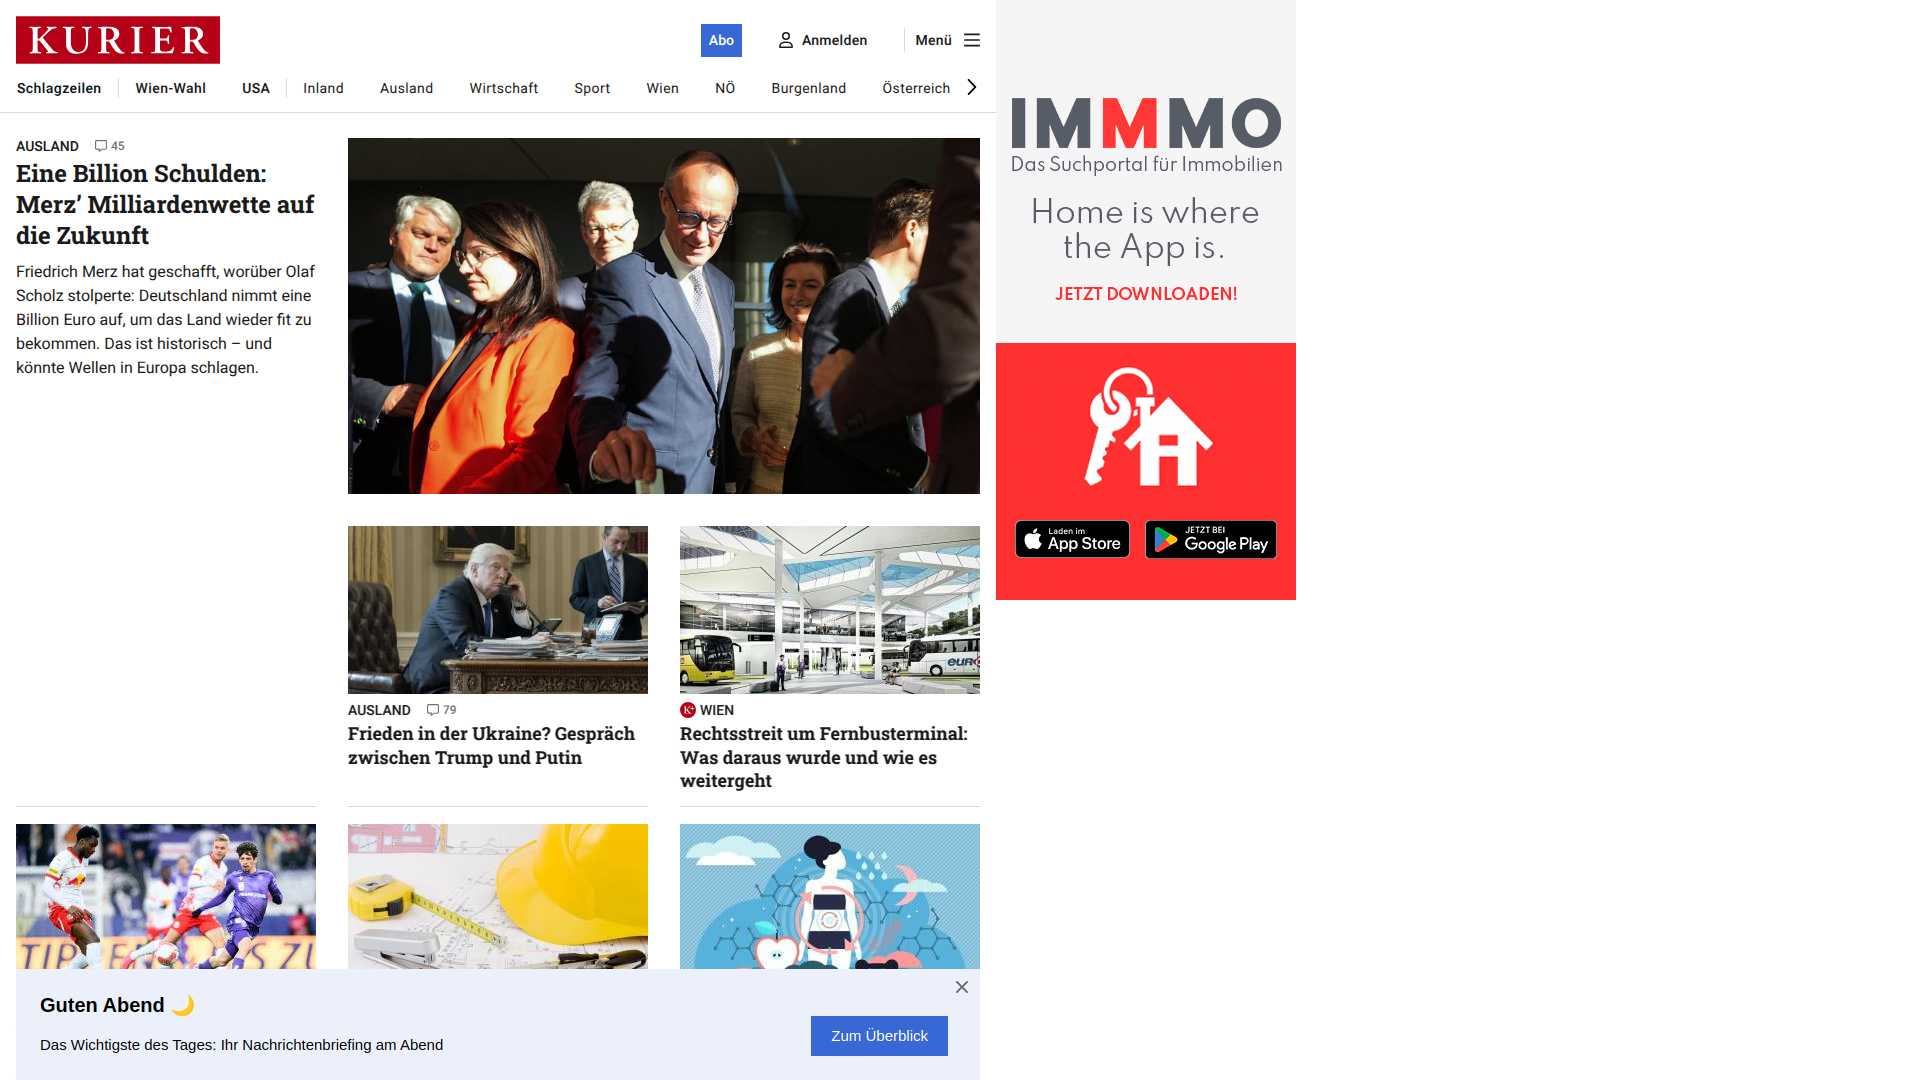 KURIER
Abo
Anmelden
Menü
Schlagzeilen
Wien-Wahl
USA
Inland
Ausland
Wirtschaft
Sport
Wien
NÖ
Burgenland
Österreich
AUSLAND 45
Eine Billion Schulden:
Merz’ Milliardenwette auf
die Zukunft
Friedrich Merz hat geschafft, worüber Olaf
Scholz stolperte: Deutschland nimmt eine
Billion Euro auf, um das Land wieder fit zu
bekommen. Das ist historisch – und
könnte Wellen in Europa schlagen.
AUSLAND 79
Frieden in der Ukraine? Gespräch
zwischen Trump und Putin
K+ WIEN
Rechtsstreit um Fernbusterminal:
Was daraus wurde und wie es
weitergeht
Guten Abend
Das Wichtigste des Tages: Ihr Nachrichtenbriefing am Abend
Zum Überblick
IMMMO
Das Suchportal für Immobilien
Home is where
the App is.
JETZT DOWNLOADEN!
Laden im
App Store
JETZT BEI
Google Play